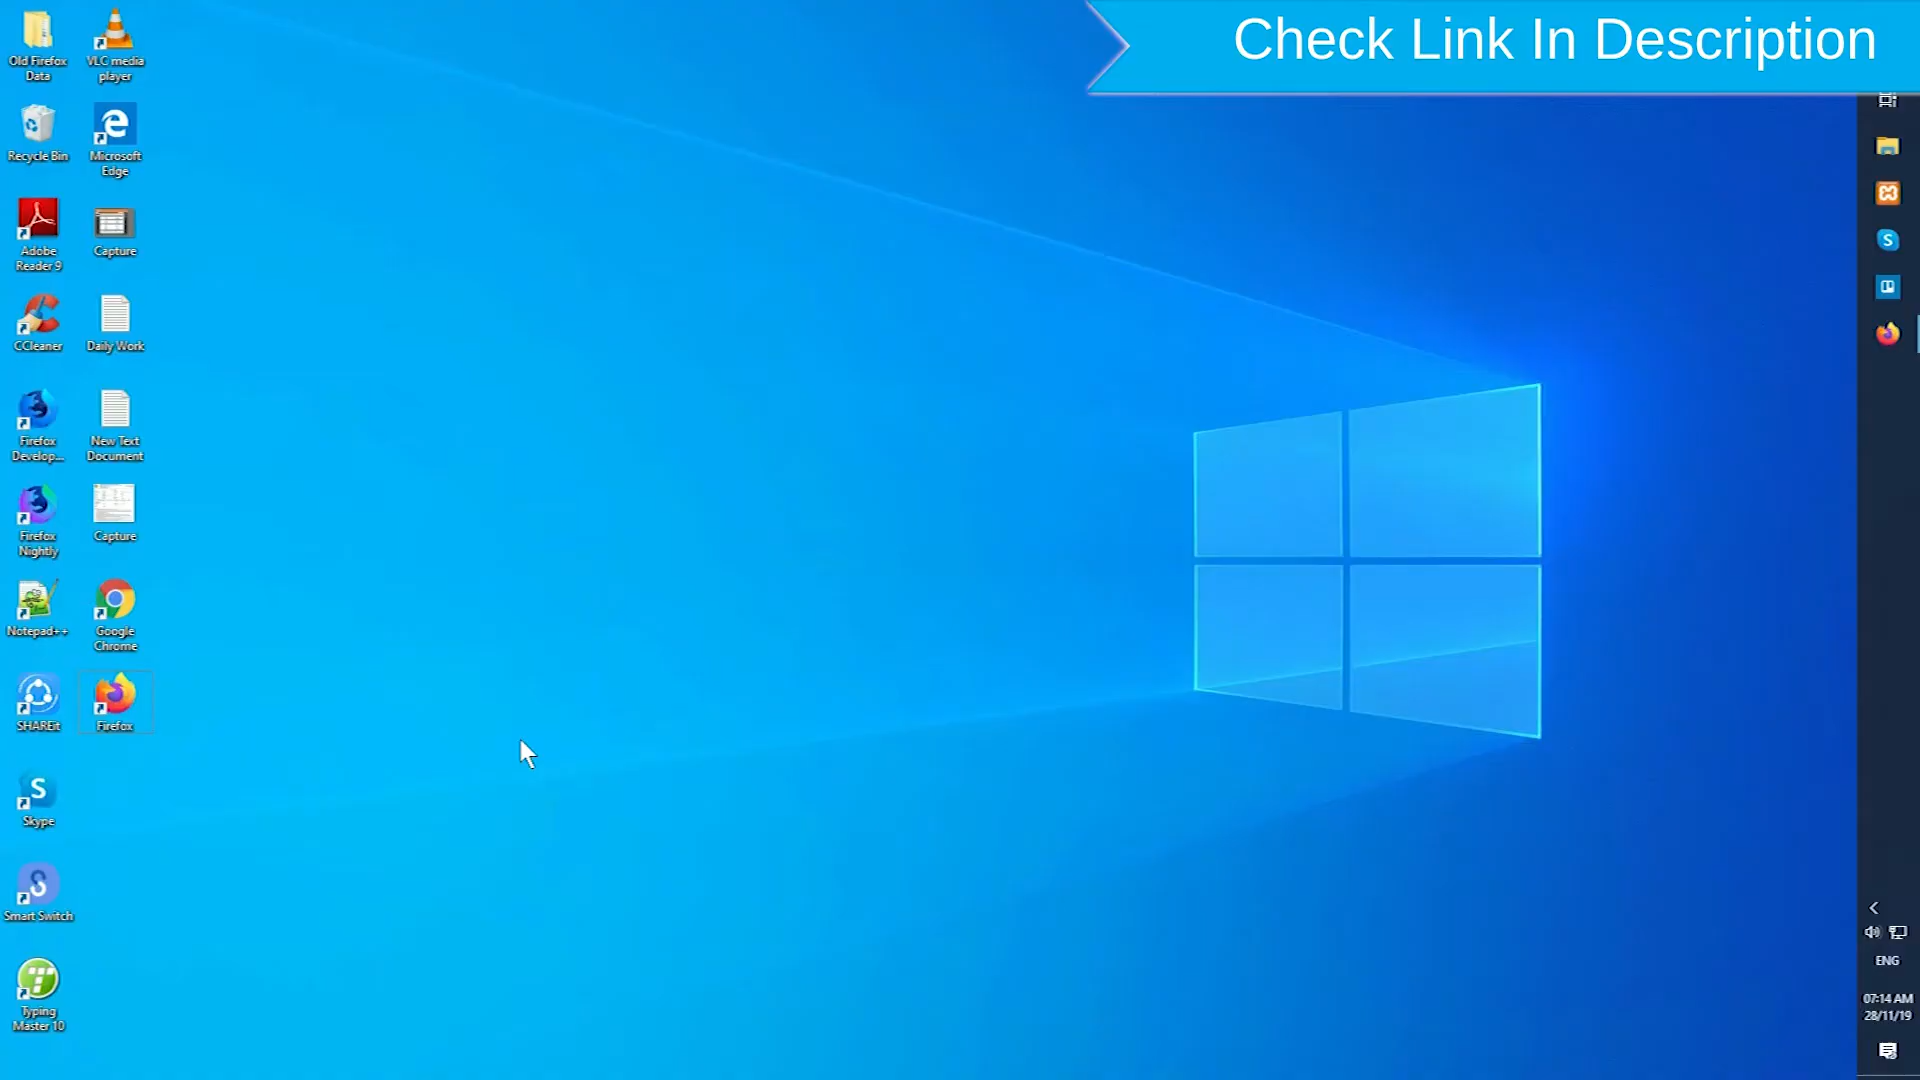 Check Link In Description
Old Firefox
Data
VLC media
player
Recycle Bin
Microsoft
Edge
Adobe
Reader 9
Capture
CCleaner
Daily Work
Firefox
Develop...
New Text
Document
Firefox
Nightly
Capture
Notepad++
Google
Chrome
SHAREit
Firefox
Skype
Smart Switch
Typing
Master 10
ENG
07:14 AM
28/11/19